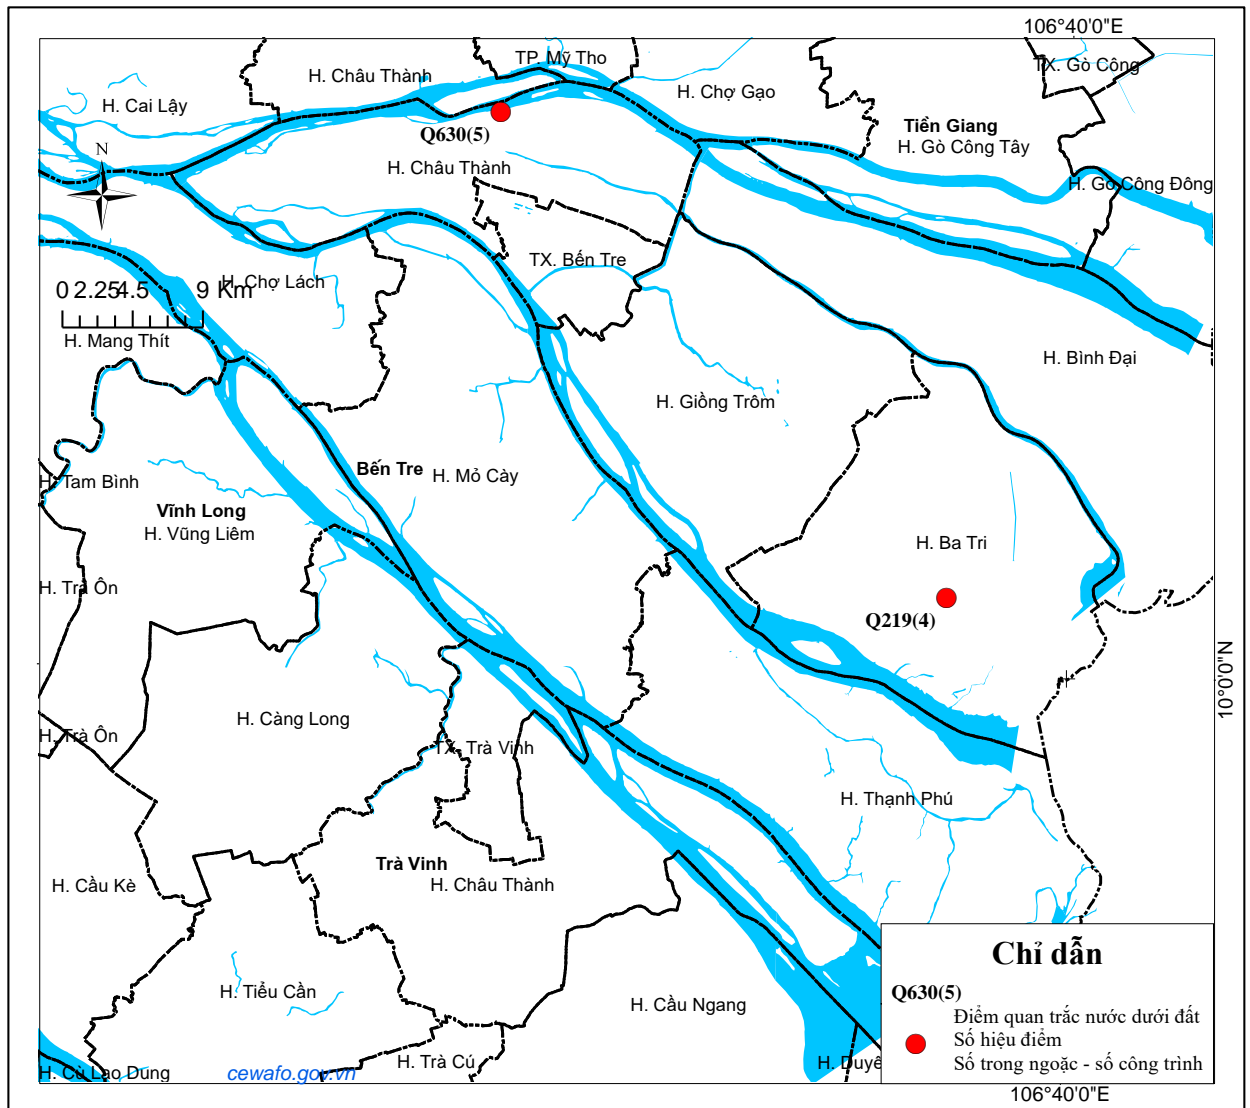 106°40'0"E
TP. Mỹ Tho
TX. Gò Công
H. Châu Thành
H. Cai Lậy
H. Chợ Gạo
Q630(5)
Tiền Giang
H. Gò Công Tây
N
H. Châu Thành
H. Gò Công Đông
TX. Bến Tre
H. Chợ Lách
0 2.25 4.5 9 Km
H. Mang Thít
H. Bình Đại
H. Giồng Trôm
Bến Tre
H. Mỏ Cày
H. Tam Bình
Vĩnh Long
H. Vũng Liêm
H. Ba Tri
H. Trà Ôn
Q219(4)
10°0'0"N
H. Càng Long
H. Trà Ôn
TX. Trà Vinh
H. Thạnh Phú
Trà Vinh
H. Châu Thành
H. Cầu Kè
Chỉ dẫn
Q630(5)
Điểm quan trắc nước dưới đất
Số hiệu điểm
Số trong ngoặc - số công trình
H. Tiểu Cần
H. Cầu Ngang
H. Trà Cú
H. Duyê
H. Cù Lao Dung
cewafo.gov.vn
106°40'0"E